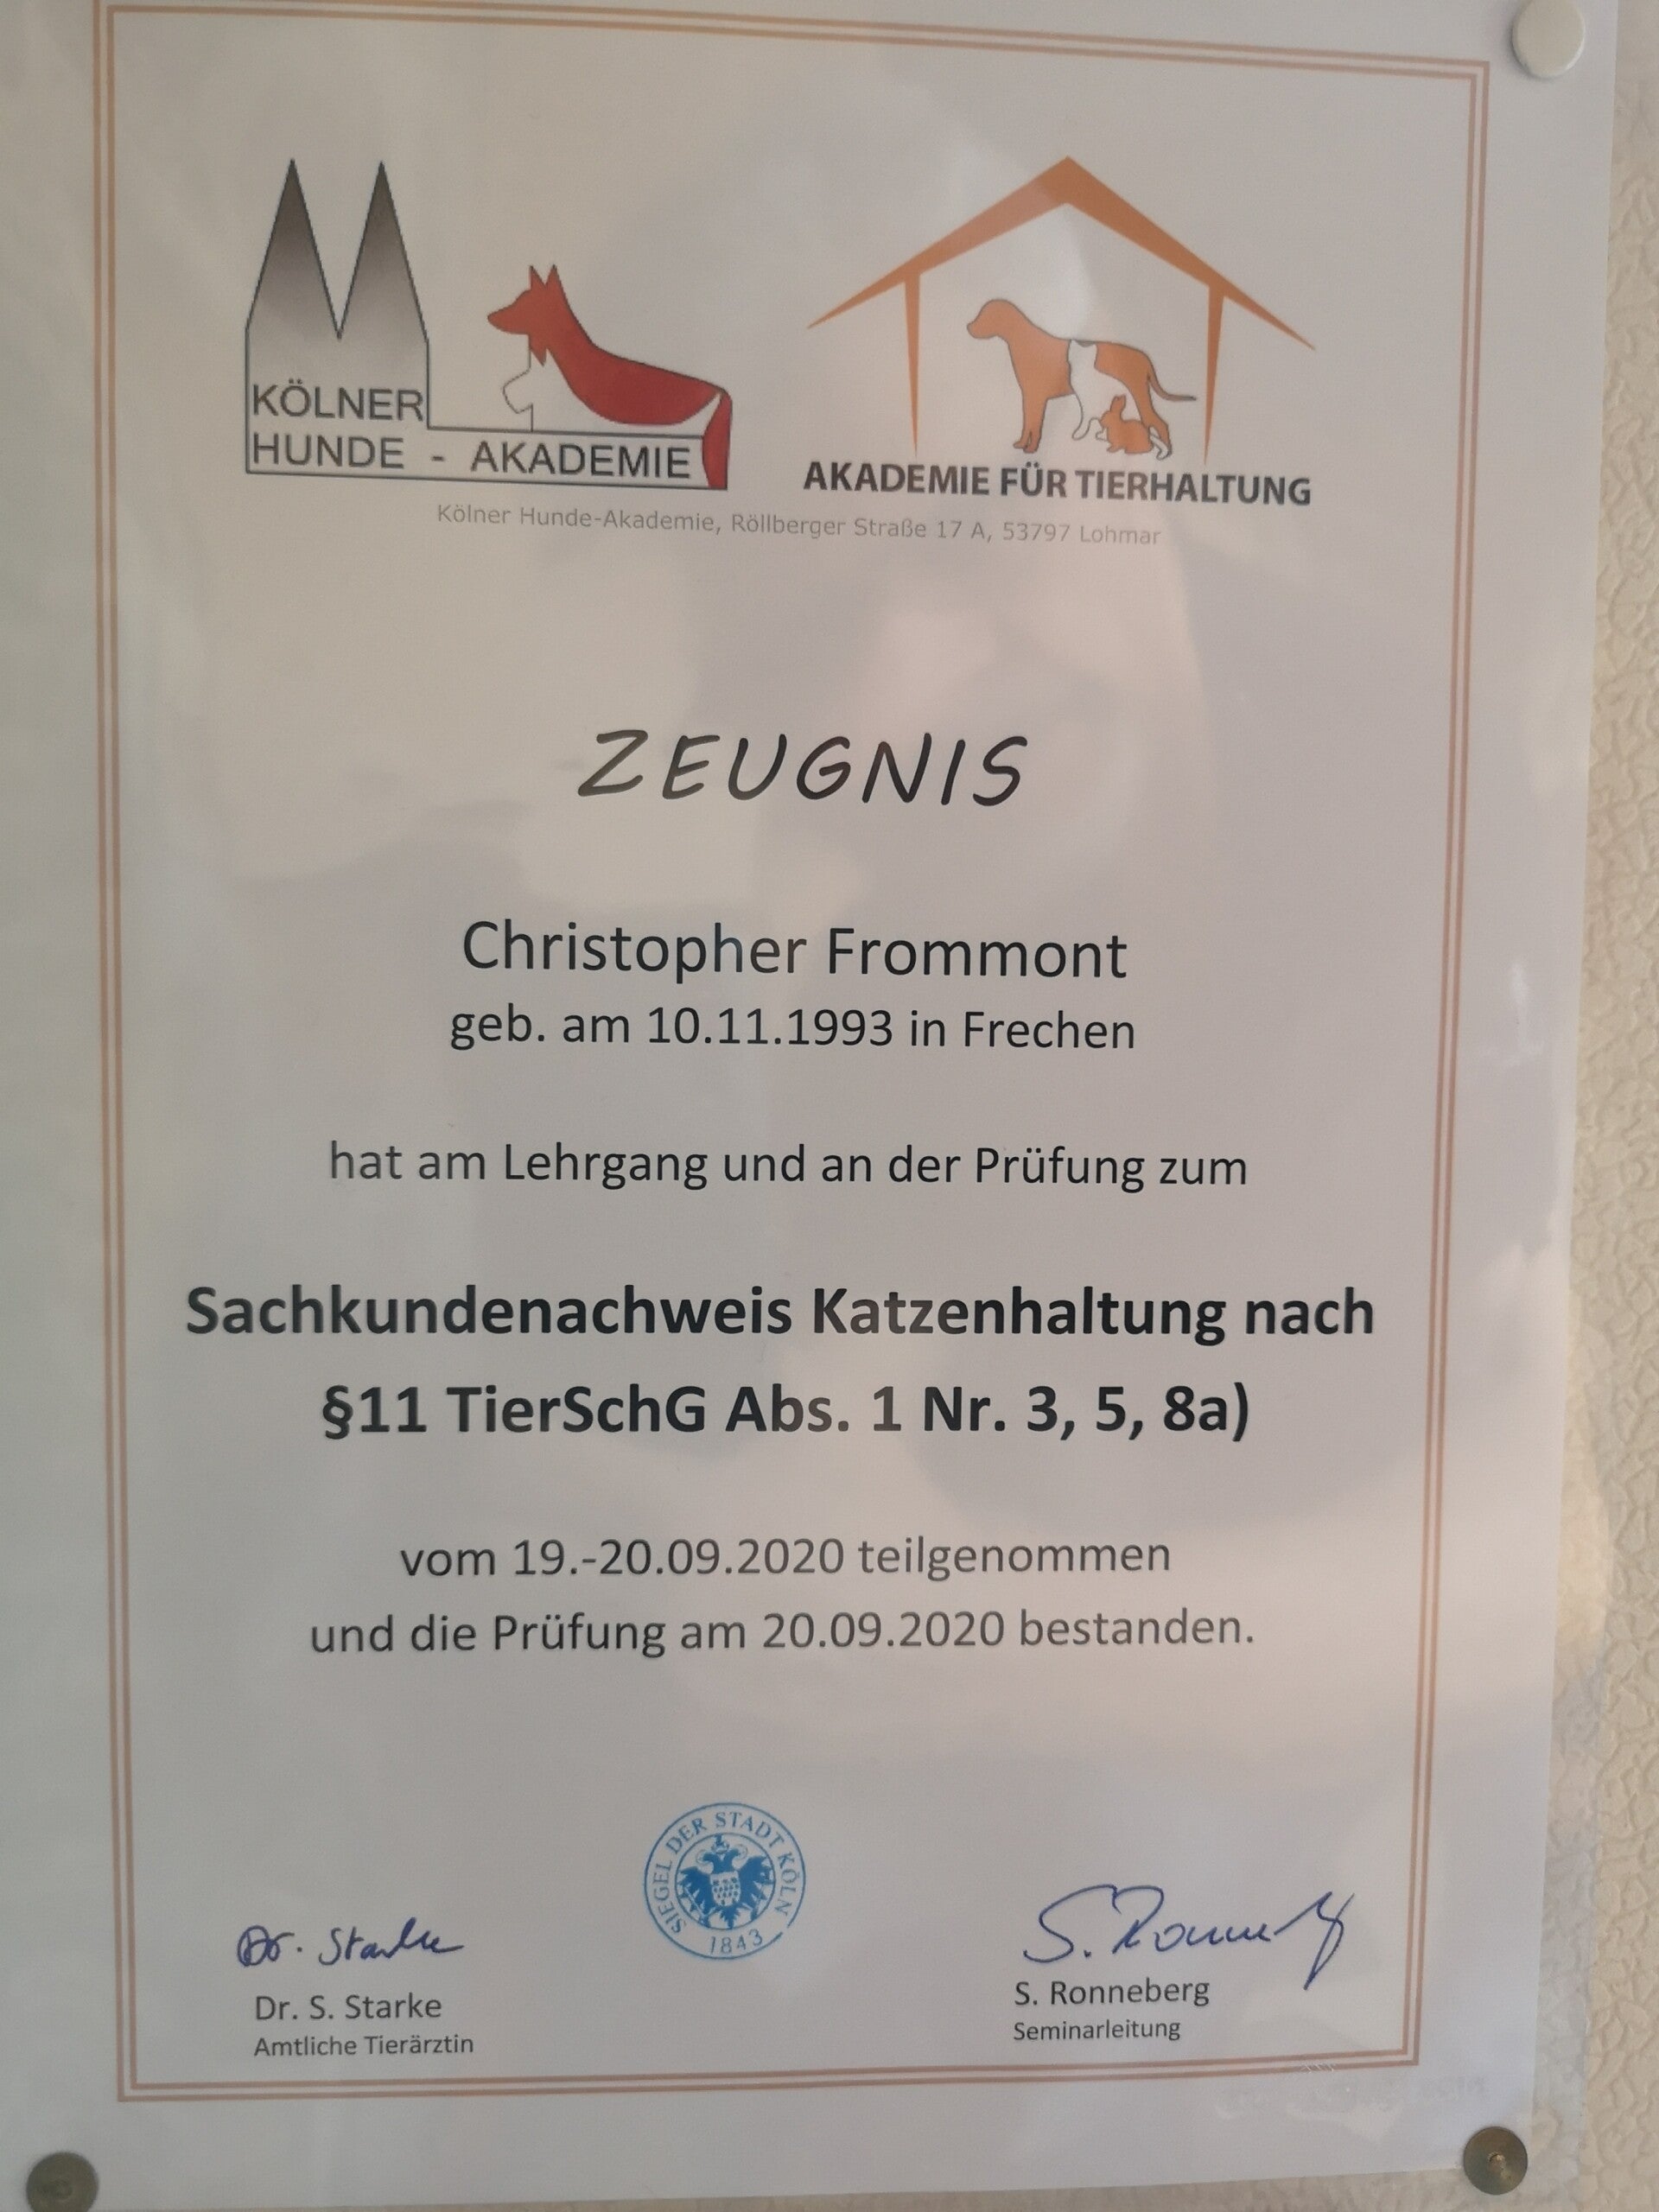 KÖLNER
HUNDE - AKADEMIE
AKADEMIE FÜR TIERHALTUNG
Kölner Hunde-Akademie, Röllberger Straße 17 A, 53797 Lohmar
ZEUGNIS
Christopher Frommont
geb. am 10.11.1993 in Frechen
hat am Lehrgang und an der Prüfung zum
Sachkundenachweis Katzenhaltung nach
§11 TierSchG Abs. 1 Nr. 3, 5, 8a)
vom 19.-20.09.2020 teilgenommen
und die Prüfung am 20.09.2020 bestanden.
SIEGEL DER STADT KÖLN
1843
Dr. Starke
Dr. S. Starke
Amtliche Tierärztin
S. Ronneberg
Seminarleitung